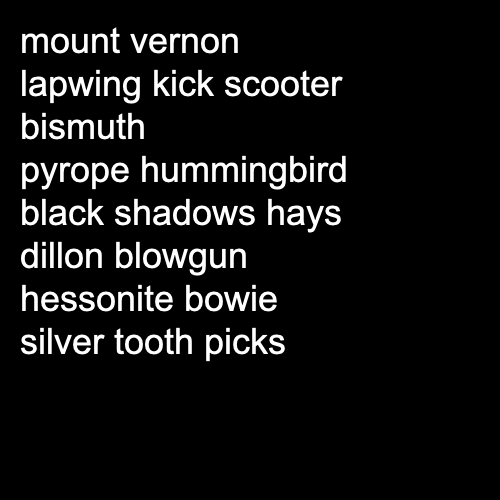 mount vernon
lapwing kick scooter
bismuth
pyrope hummingbird
black shadows hays
dillon blowgun
hessonite bowie
silver tooth picks